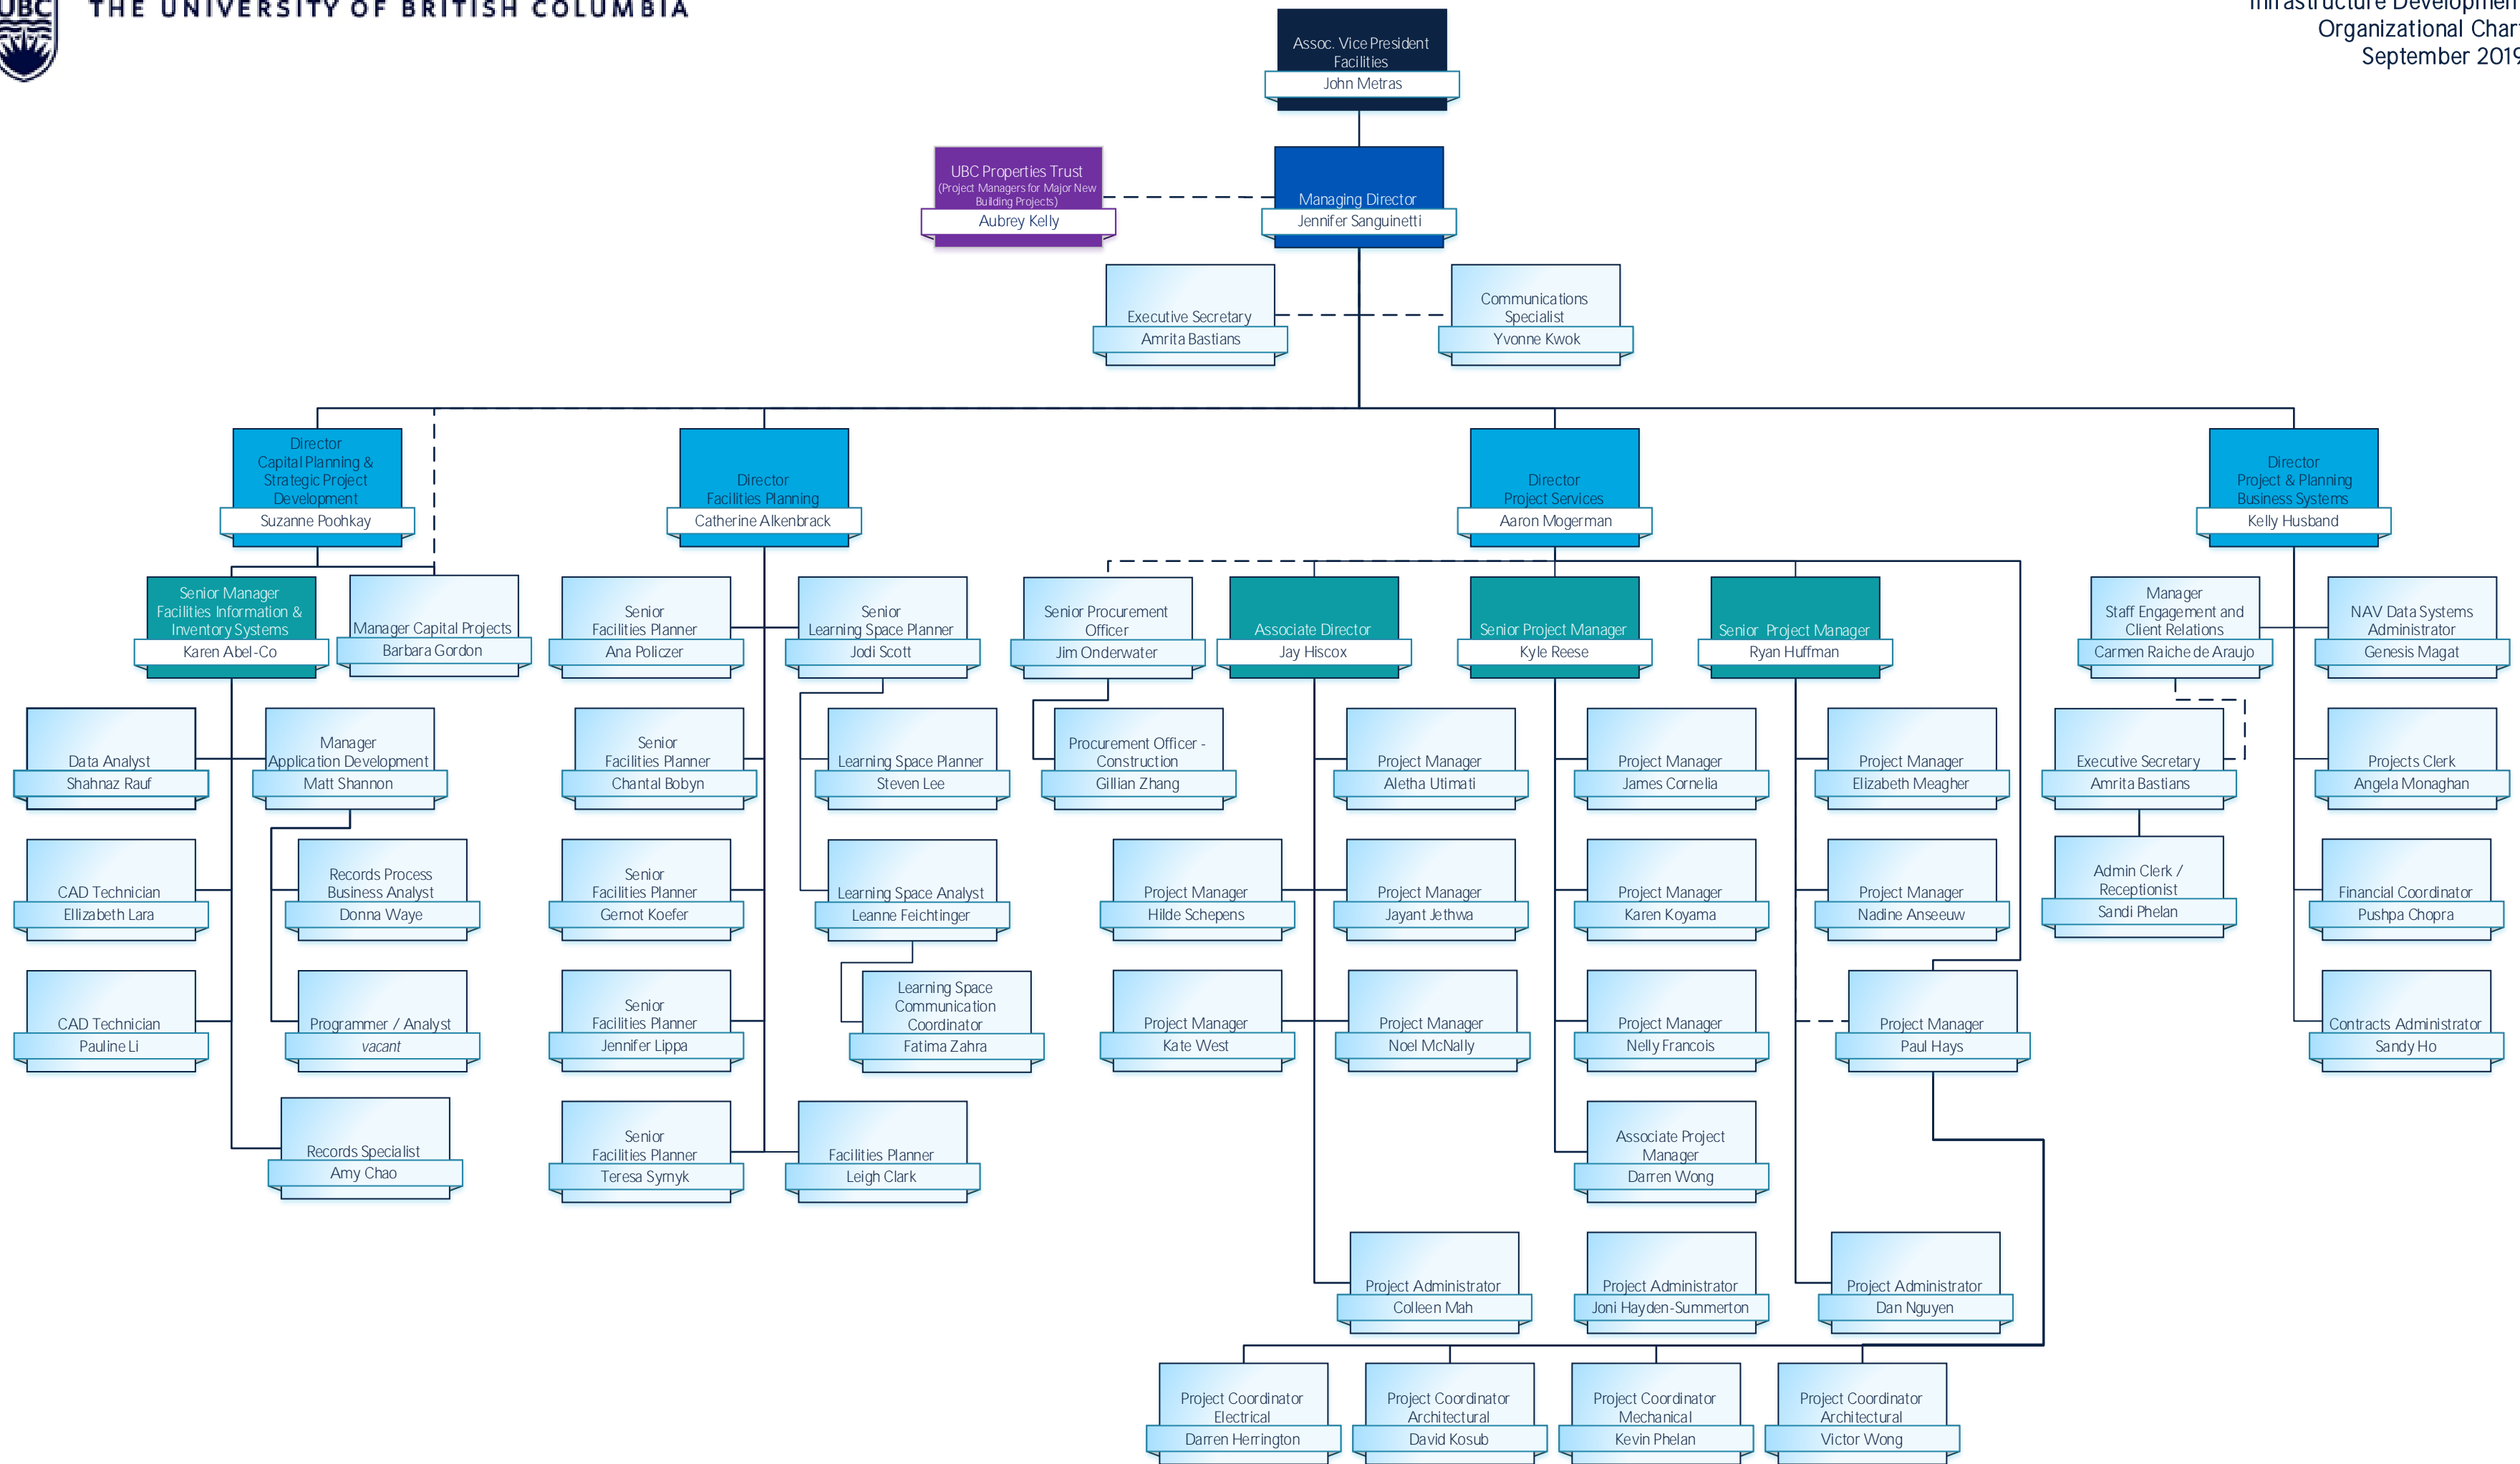 UBC
THE UNIVERSITY OF BRITISH COLUMBIA
Infrastructure Development
Organizational Chart
September 2019
Assoc. Vice President
Facilities
John Metras
UBC Properties Trust
(Project Managers for Major New
Building Projects)
Aubrey Kelly
Managing Director
Jennifer Sanguinetti
Executive Secretary
Amrita Bastians
Communications
Specialist
Yvonne Kwok
Director
Capital Planning &
Strategic Project
Development
Suzanne Poohkay
Director
Facilities Planning
Catherine Alkenbrack
Director
Project Services
Aaron Mogerman
Director
Project & Planning
Business Systems
Kelly Husband
Senior Manager
Facilities Information &
Inventory Systems
Karen Abel-Co
Manager Capital Projects
Barbara Gordon
Senior
Facilities Planner
Ana Policzer
Senior
Learning Space Planner
Jodi Scott
Senior Procurement
Officer
Jim Onderwater
Associate Director
Jay Hiscox
Senior Project Manager
Kyle Reese
Senior Project Manager
Ryan Huffman
Manager
Staff Engagement and
Client Relations
Carmen Raiche de Araujo
NAV Data Systems
Administrator
Genesis Magat
Data Analyst
Shahnaz Rauf
Manager
Application Development
Matt Shannon
Senior
Facilities Planner
Chantal Bobyn
Learning Space Planner
Steven Lee
Procurement Officer -
Construction
Gillian Zhang
Project Manager
Aletha Utimati
Project Manager
James Cornelia
Project Manager
Elizabeth Meagher
Executive Secretary
Amrita Bastians
Projects Clerk
Angela Monaghan
CAD Technician
Ellizabeth Lara
Records Process
Business Analyst
Donna Waye
Senior
Facilities Planner
Gernot Koefer
Learning Space Analyst
Leanne Feichtinger
Project Manager
Hilde Schepens
Project Manager
Jayant Jethwa
Project Manager
Karen Koyama
Project Manager
Nadine Anseeuw
Admin Clerk /
Receptionist
Sandi Phelan
Financial Coordinator
Pushpa Chopra
CAD Technician
Pauline Li
Programmer / Analyst
vacant
Senior
Facilities Planner
Jennifer Lippa
Learning Space
Communication
Coordinator
Fatima Zahra
Project Manager
Kate West
Project Manager
Noel McNally
Project Manager
Nelly Francois
Project Manager
Paul Hays
Contracts Administrator
Sandy Ho
Records Specialist
Amy Chao
Senior
Facilities Planner
Teresa Symyk
Facilities Planner
Leigh Clark
Associate Project
Manager
Darren Wong
Project Administrator
Colleen Mah
Project Administrator
Joni Hayden-Summerton
Project Administrator
Dan Nguyen
Project Coordinator
Electrical
Darren Herrington
Project Coordinator
Architectural
David Kosub
Project Coordinator
Mechanical
Kevin Phelan
Project Coordinator
Architectural
Victor Wong